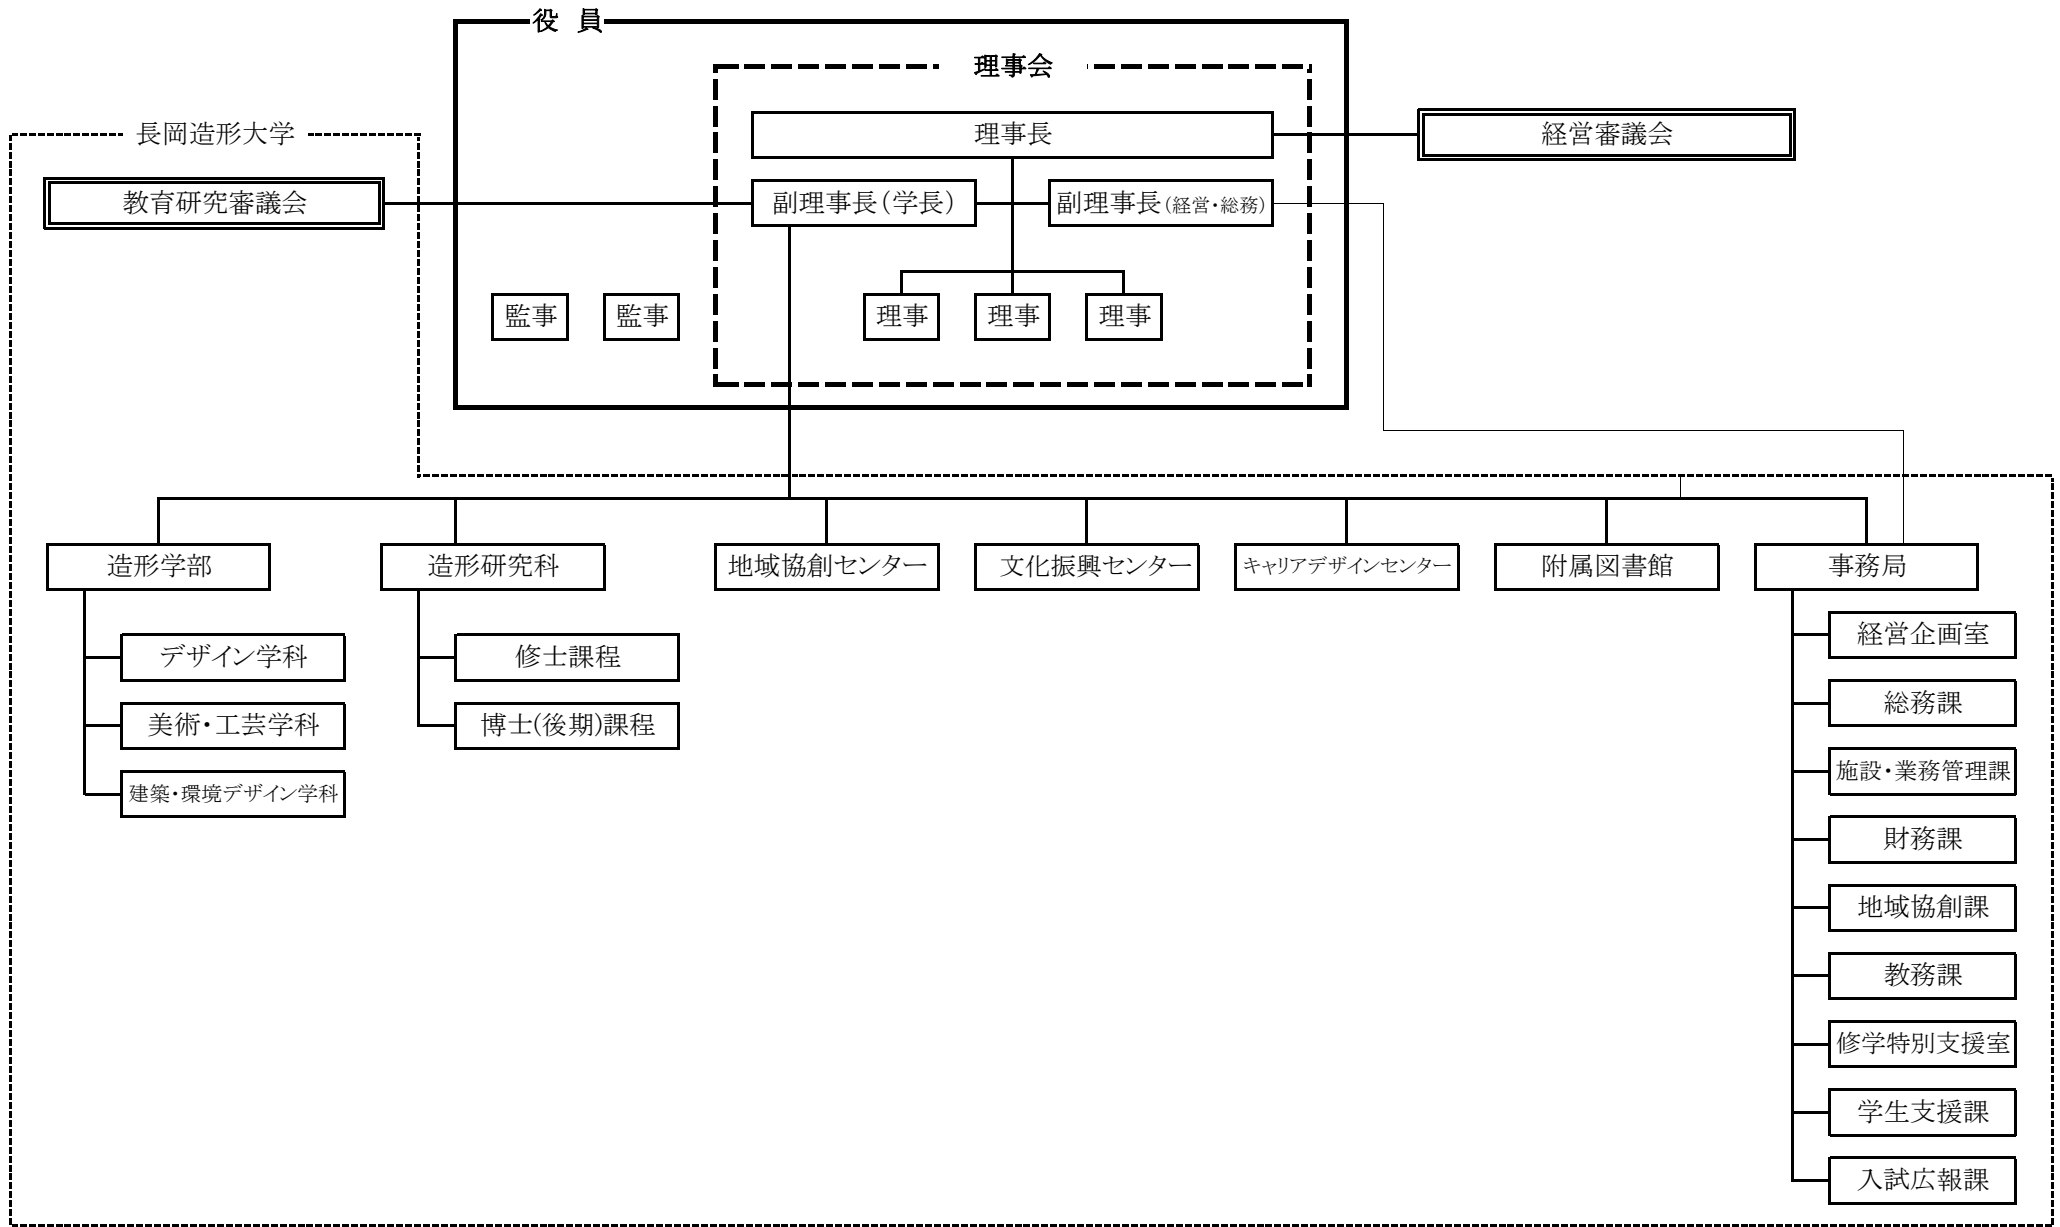 役 員
理事会
長岡造形大学
理事長
経営審議会
教育研究審議会
副理事長(学長)
副理事長(経営・総務)
監事
監事
理事
理事
理事
造形学部
造形研究科
地域協創センター
文化振興センター
キャリアデザインセンター
附属図書館
事務局
デザイン学科
美術・工芸学科
建築・環境デザイン学科
修士課程
博士(後期)課程
経営企画室
総務課
施設・業務管理課
財務課
地域協創課
教務課
修学特別支援室
学生支援課
入試広報課